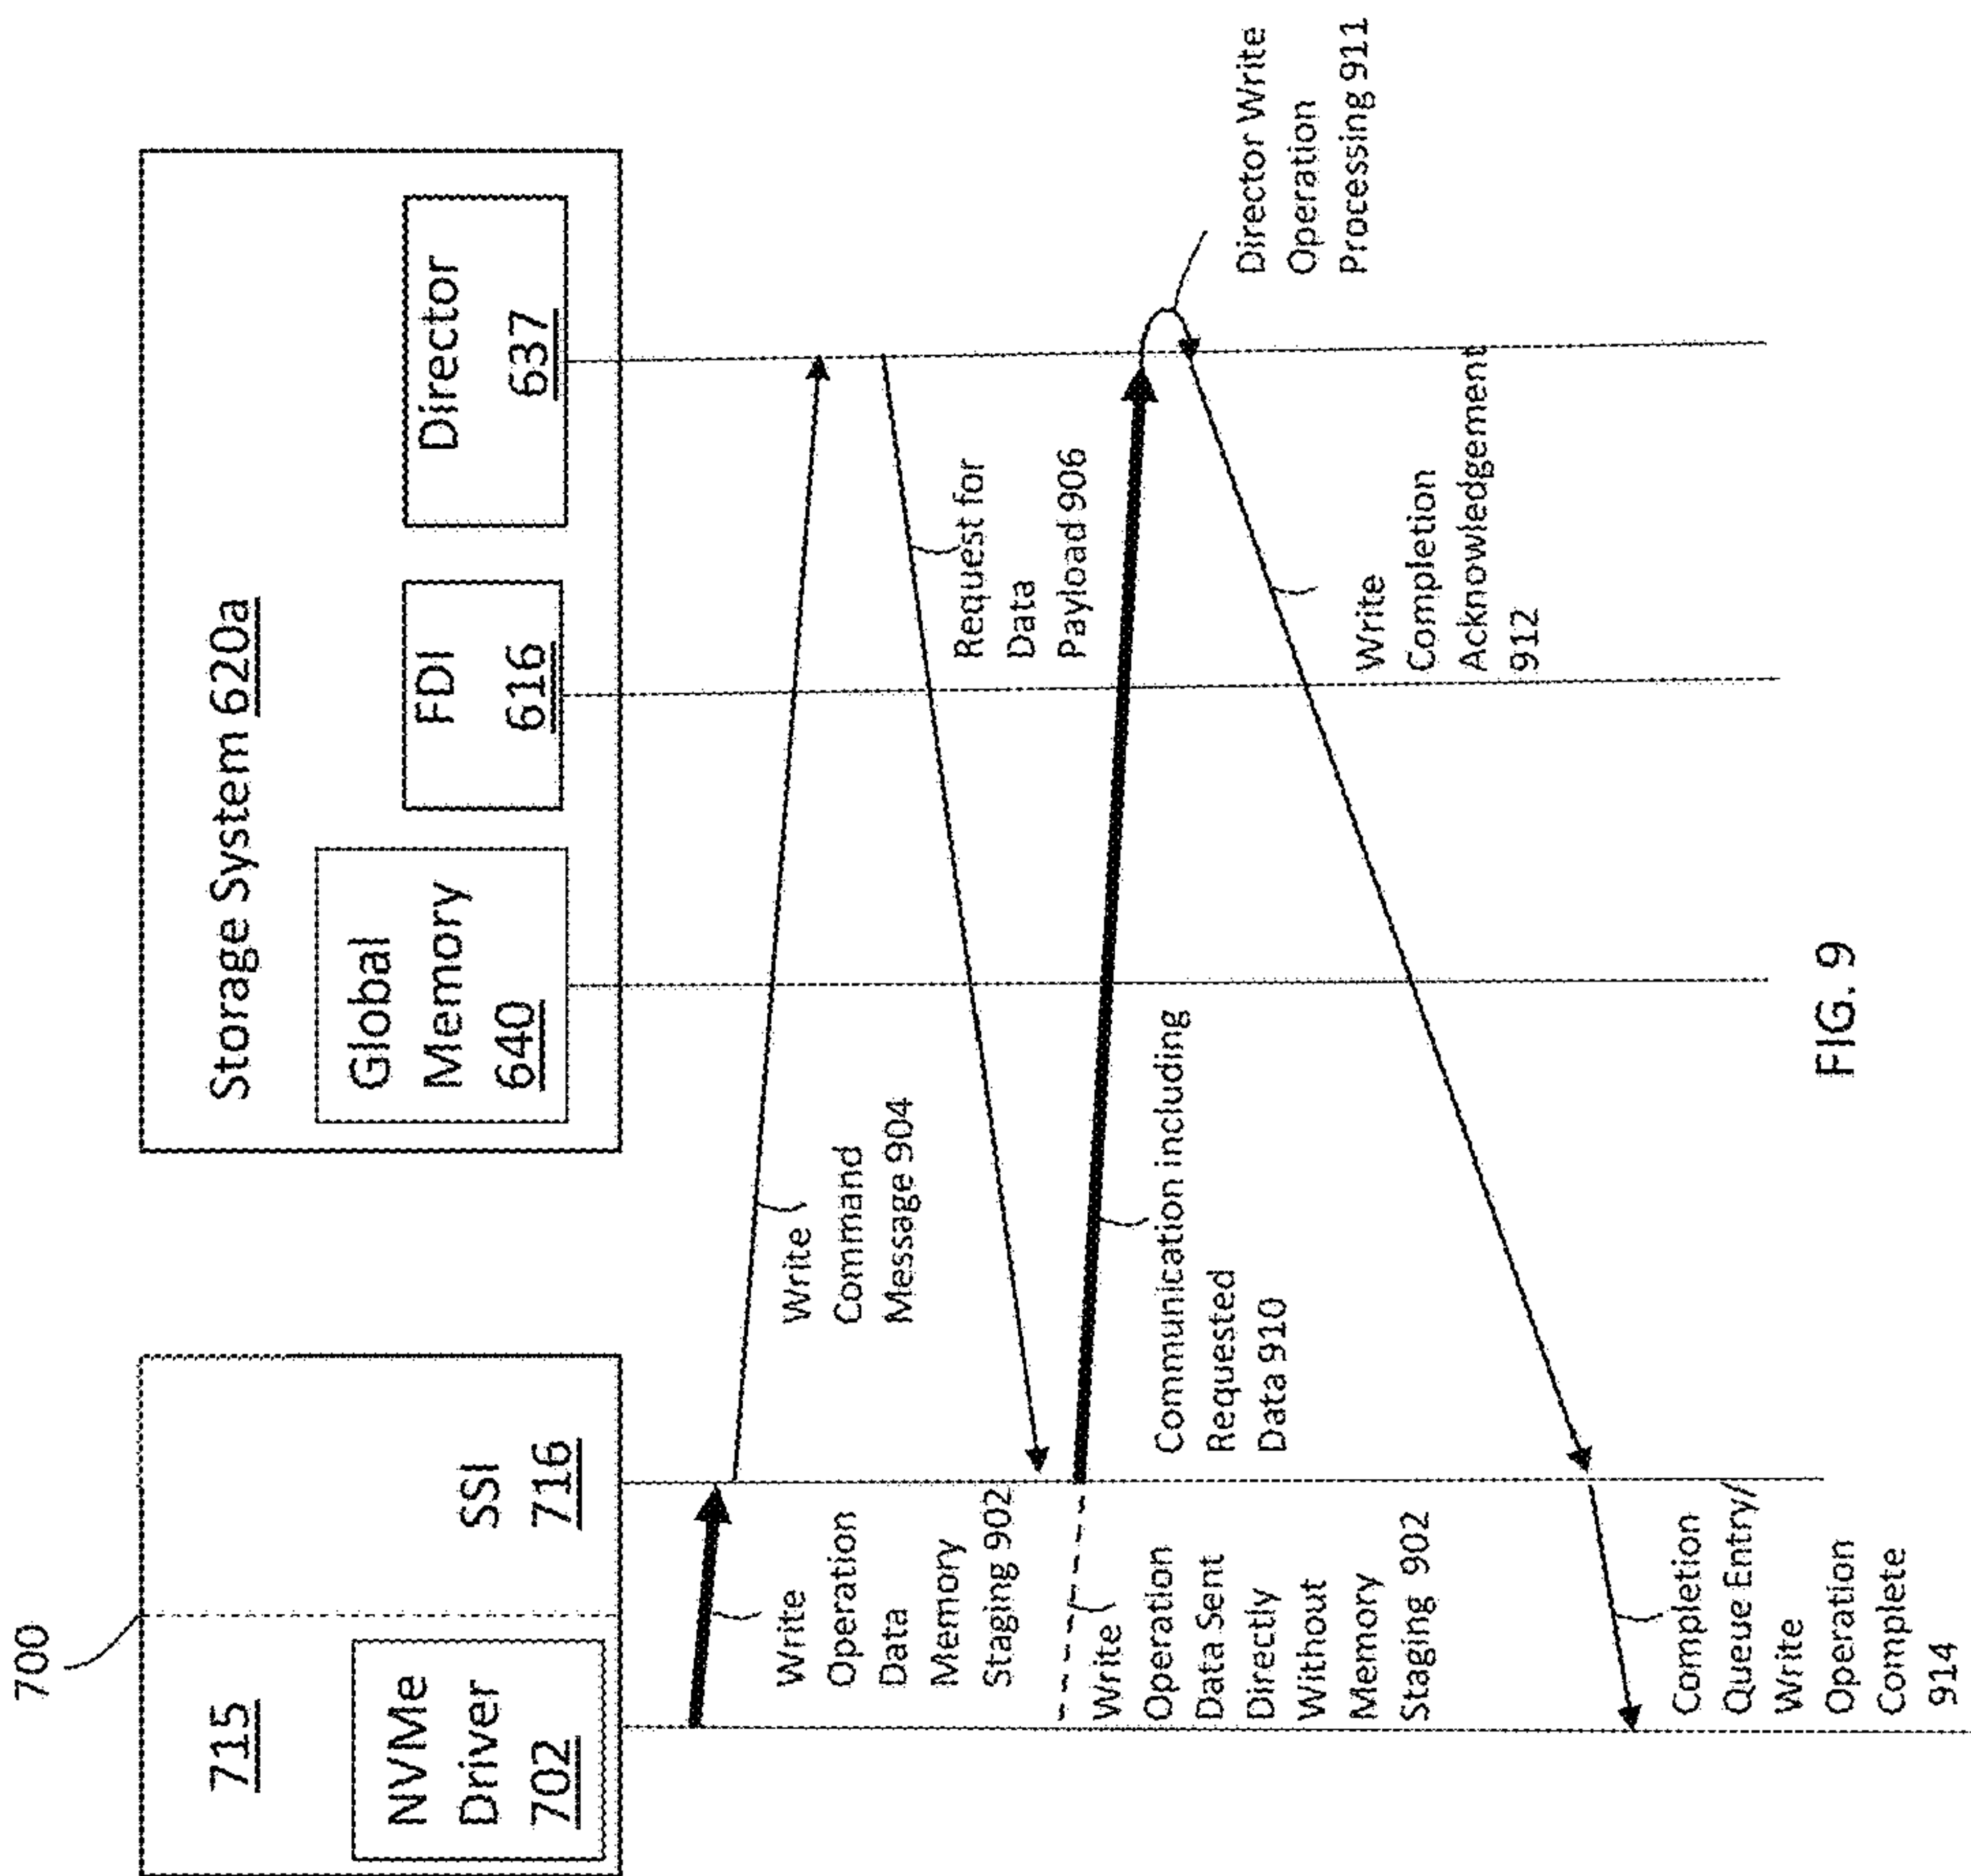 700
715
NVMe
Driver
702
SSI
716
Storage System 620a
Global
Memory
640
FDI
616
Director
637
Write
Operation
Data
Memory
Staging 902
Write
Command
Message 904
Request for
Data
Payload 906
Write
Operation
Data Sent
Directly
Without
Memory
Staging 902
Communication including
Requested
Data 910
Director Write
Operation
Processing 911
Write
Completion
Acknowledgement
912
Completion
Queue Entry/
Write
Operation
Complete
914
FIG. 9